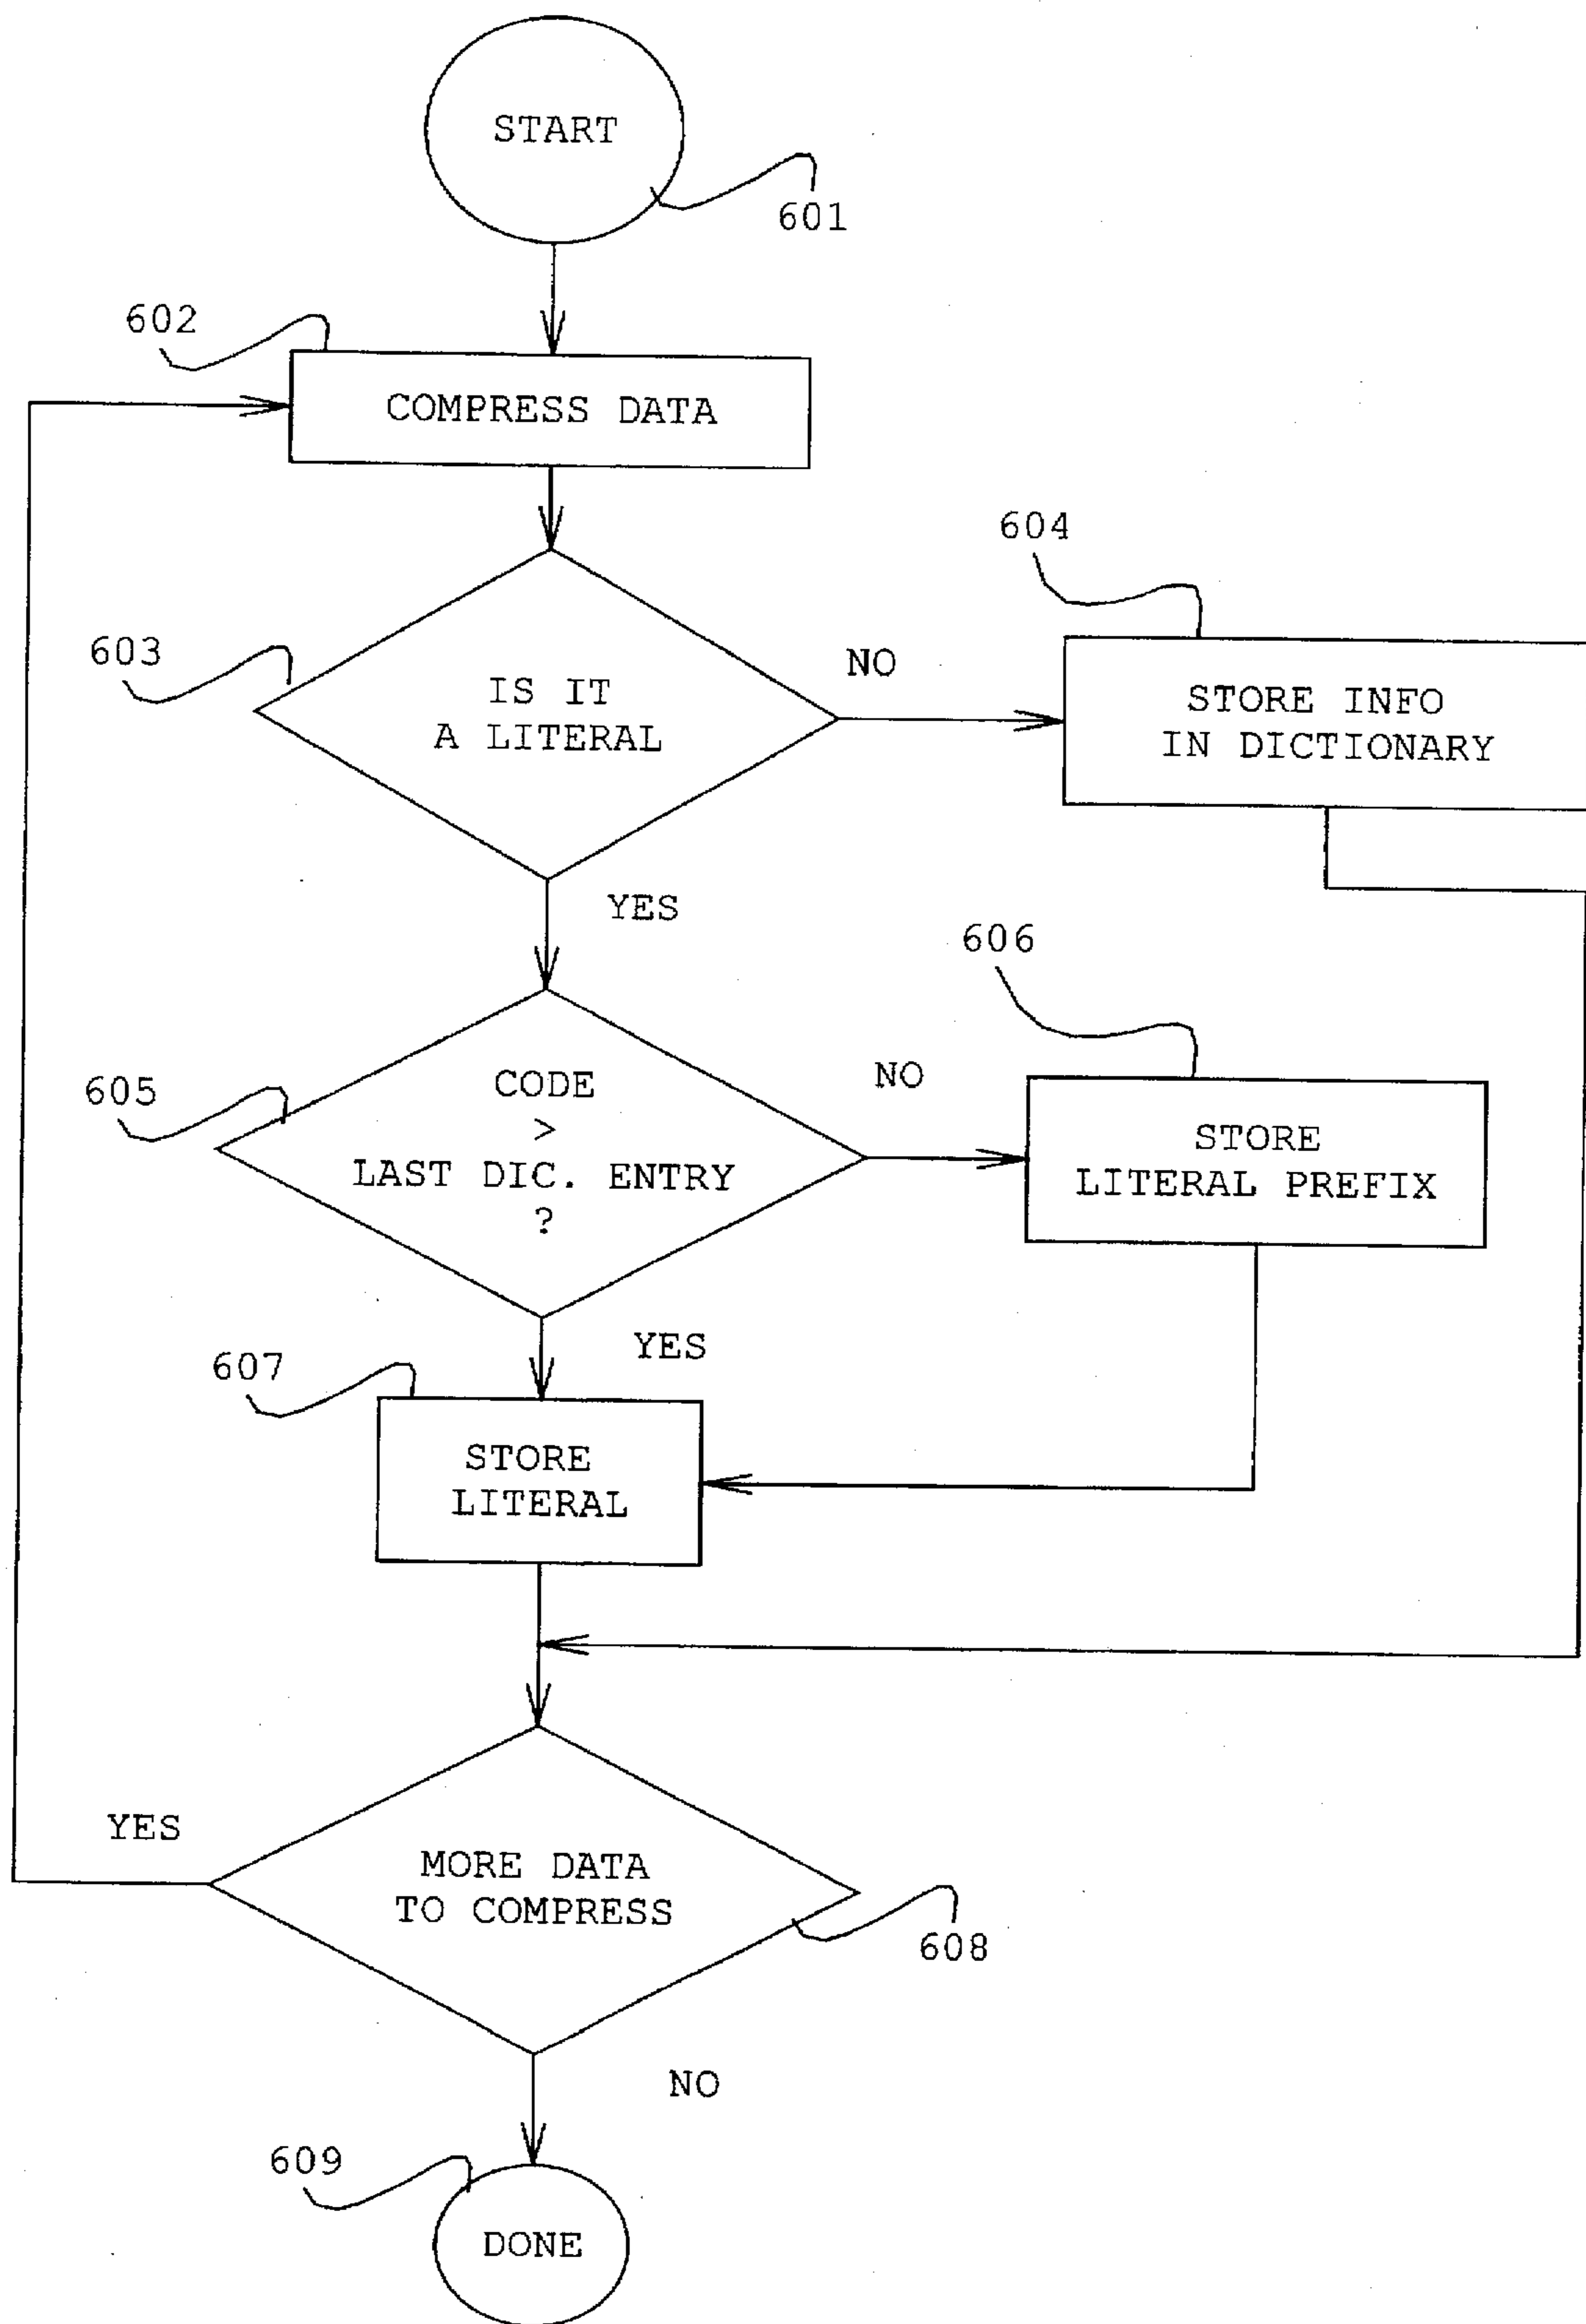 START
601
602
COMPRESS DATA
604
603
NO
IS IT
A LITERAL
STORE INFO
IN DICTIONARY
YES
606
605
CODE
>
LAST DIC. ENTRY
?
NO
STORE
LITERAL PREFIX
YES
607
STORE
LITERAL
YES
MORE DATA
TO COMPRESS
608
NO
609
DONE